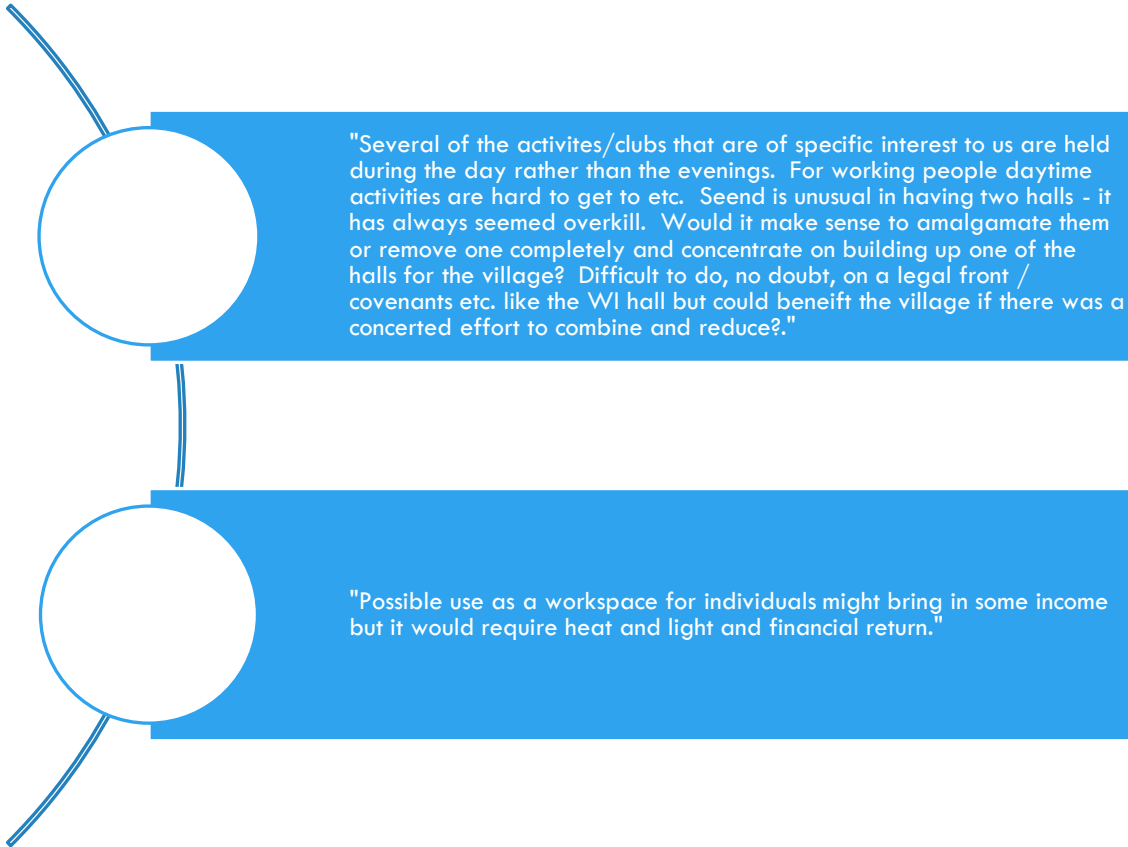 "Several of the activites/clubs that are of specific interest to us are held
during the day rather than the evenings.  For working people daytime
activities are hard to get to etc.  Seend is unusual in having two halls - it
has always seemed overkill.  Would it make sense to amalgamate them
or remove one completely and concentrate on building up one of the
halls for the village?  Difficult to do, no doubt, on a legal front /
covenants etc. like the WI hall but could beneift the village if there was a
concerted effort to combine and reduce?."
"Possible use as a workspace for individuals might bring in some income
but it would require heat and light and financial return."